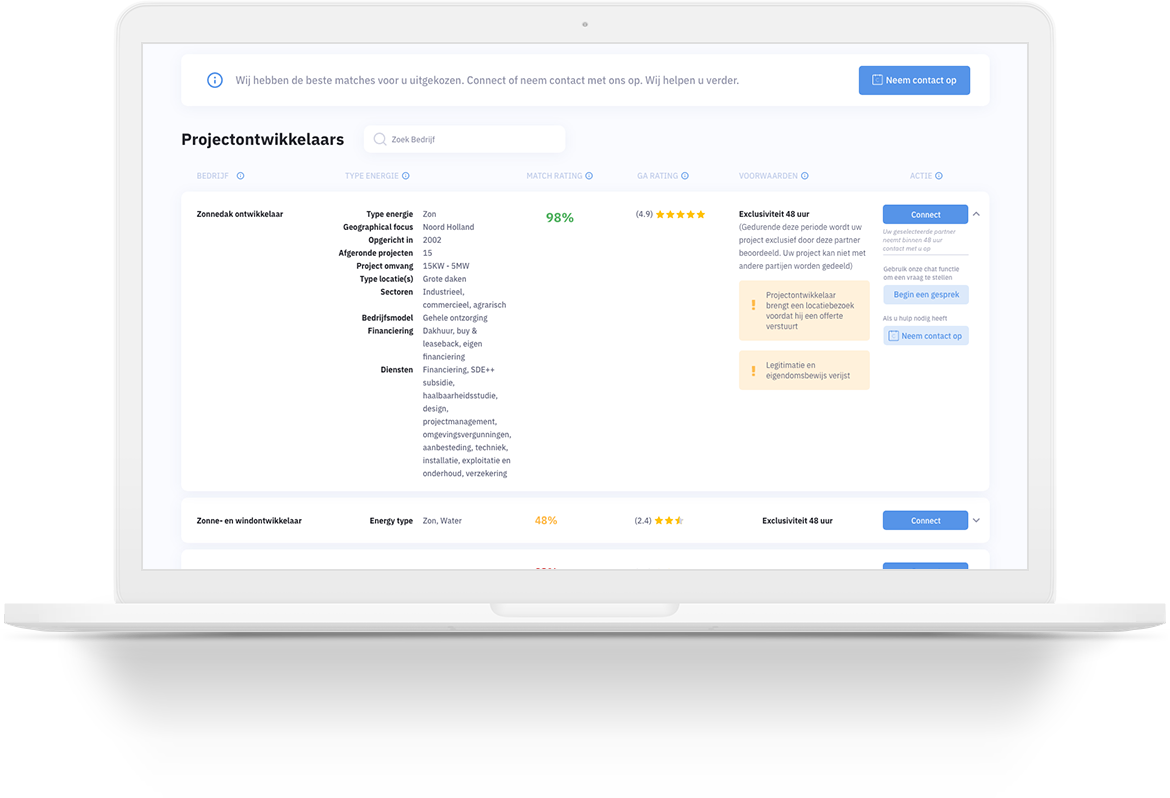 Wij hebben de beste matches voor u uitgekozen. Connect of neem contact met ons op. Wij helpen u verder.
Neem contact op
Projectontwikkelaars
Zoek Bedrijf
BEDRIJF
TYPE ENERGIE
MATCH RATING
GA RATING
VOORWAARDEN
ACTIE
Zonnedak ontwikkelaar
Type energie Zon
Geographical focus Noord Holland
Opgericht in 2002
Afgeronde projecten 15
Project omvang 15KW - 5MW
Type locatie(s) Grote daken
Sectoren Industrieel,
commercieel, agrarisch
Bedrijfsmodel Gehele ontzorging
Financiering Dakhuur, buy &
leaseback, eigen
financiering
Diensten Financiering, SDE++
subsidie,
haalbaarheidsstudie,
design,
projectmanagement,
omgevingsvergunningen,
aanbesteding, techniek,
installatie, exploitatie en
onderhoud, verzekering
98%
(4.9)
Exclusiviteit 48 uur
(Gedurende deze periode wordt uw
project exclusief door deze partner
beoordeeld. Uw project kan niet met
andere partijen worden gedeeld)
Projectontwikkelaar
brengt een locatiebezoek
voordat hij een offerte
verstuurt
Legitimatie en
eigendomsbewijs verijst
Connect
Uw geselecteerde partner
neemt binnen 48 uur
contact met u op
Gebruik onze chat functie
om een vraag te stellen
Begin een gesprek
Als u hulp nodig heeft
Neem contact op
Zonne- en windontwikkelaar
Energy type Zon, Water
48%
(2.4)
Exclusiviteit 48 uur
Connect